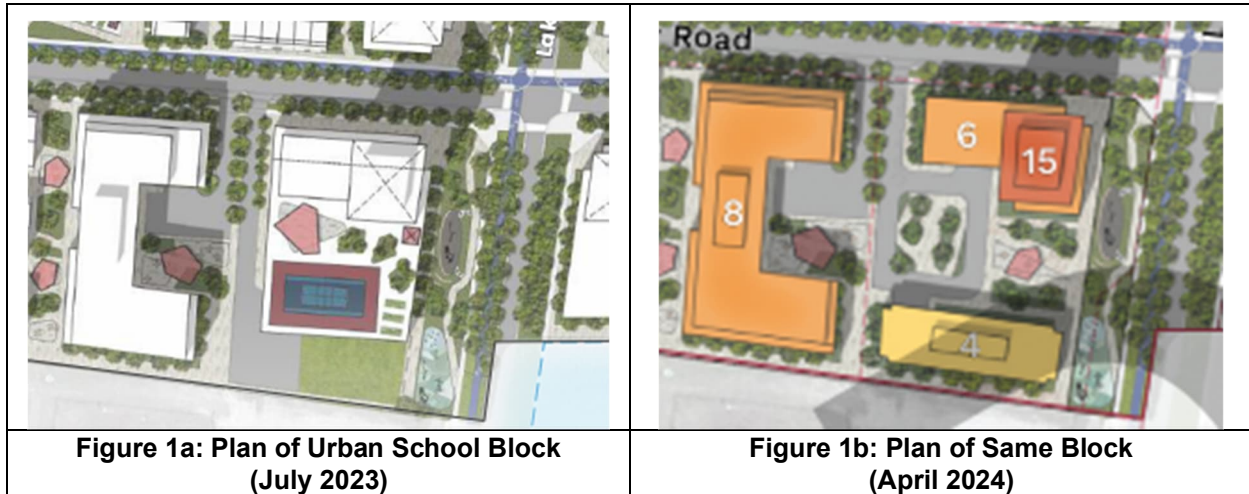 Lak
Road
6
15
8
4
Figure 1a: Plan of Urban School Block
(July 2023)
Figure 1b: Plan of Same Block
(April 2024)